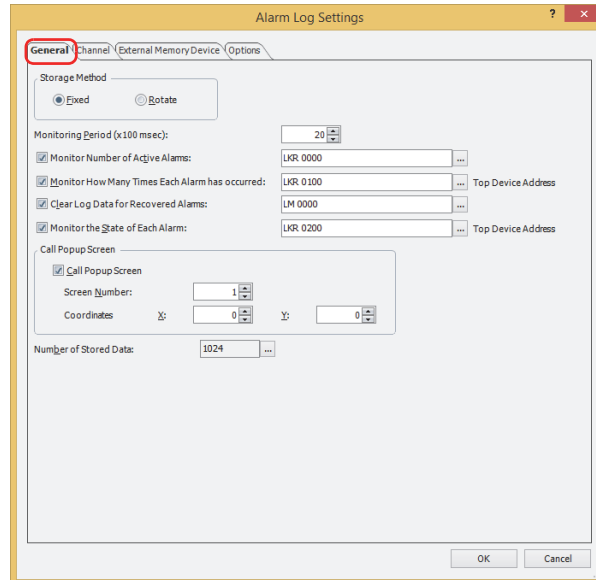 Alarm Log Settings ? ×
General Channel External Memory Device Options
Storage Method
Fixed Rotate
Monitoring Period (x100 msec): 20
Monitor Number of Active Alarms: LKR 0000 ...
Monitor How Many Times Each Alarm has occurred: LKR 0100 ... Top Device Address
Clear Log Data for Recovered Alarms: LM 0000 ...
Monitor the State of Each Alarm: LKR 0200 ... Top Device Address
Call Popup Screen
Call Popup Screen
Screen Number: 1
Coordinates X: 0 Y: 0
Number of Stored Data: 1024 ...
OK Cancel